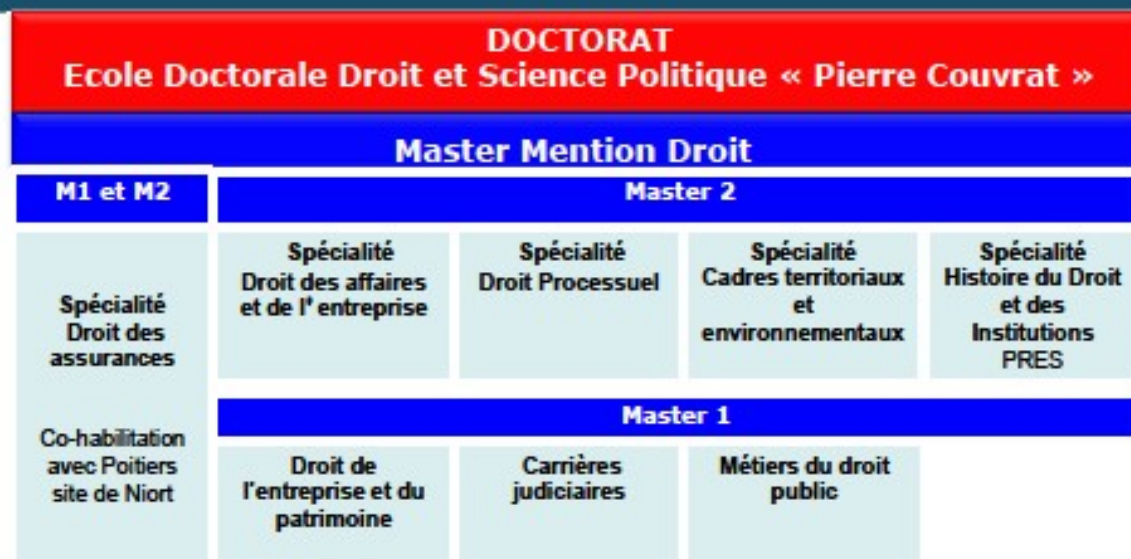 DOCTORAT
Ecole Doctorale Droit et Science Politique « Pierre Couvrat »
Master Mention Droit
M1 et M2
Spécialité
Droit des
assurances
Co-habilitation
avec Poitiers
site de Niort
Master 2
Spécialité
Droit des affaires
et de l' entreprise
Spécialité
Droit Processuel
Spécialité
Cadres territoriaux
et
environnementaux
Spécialité
Histoire du Droit
et des
Institutions
PRES
Master 1
Droit de
l'entreprise et du
patrimoine
Carrières
judiciaires
Métiers du droit
public